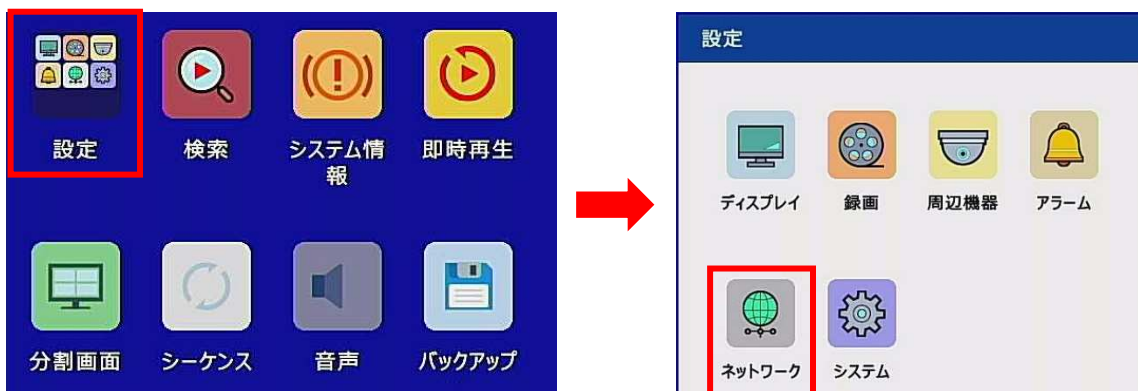 設定
検索
システム情
報
即時再生
分割画面
シーケンス
音声
バックアップ
設定
ディスプレイ
録画
周辺機器
アラーム
ネットワーク
システム